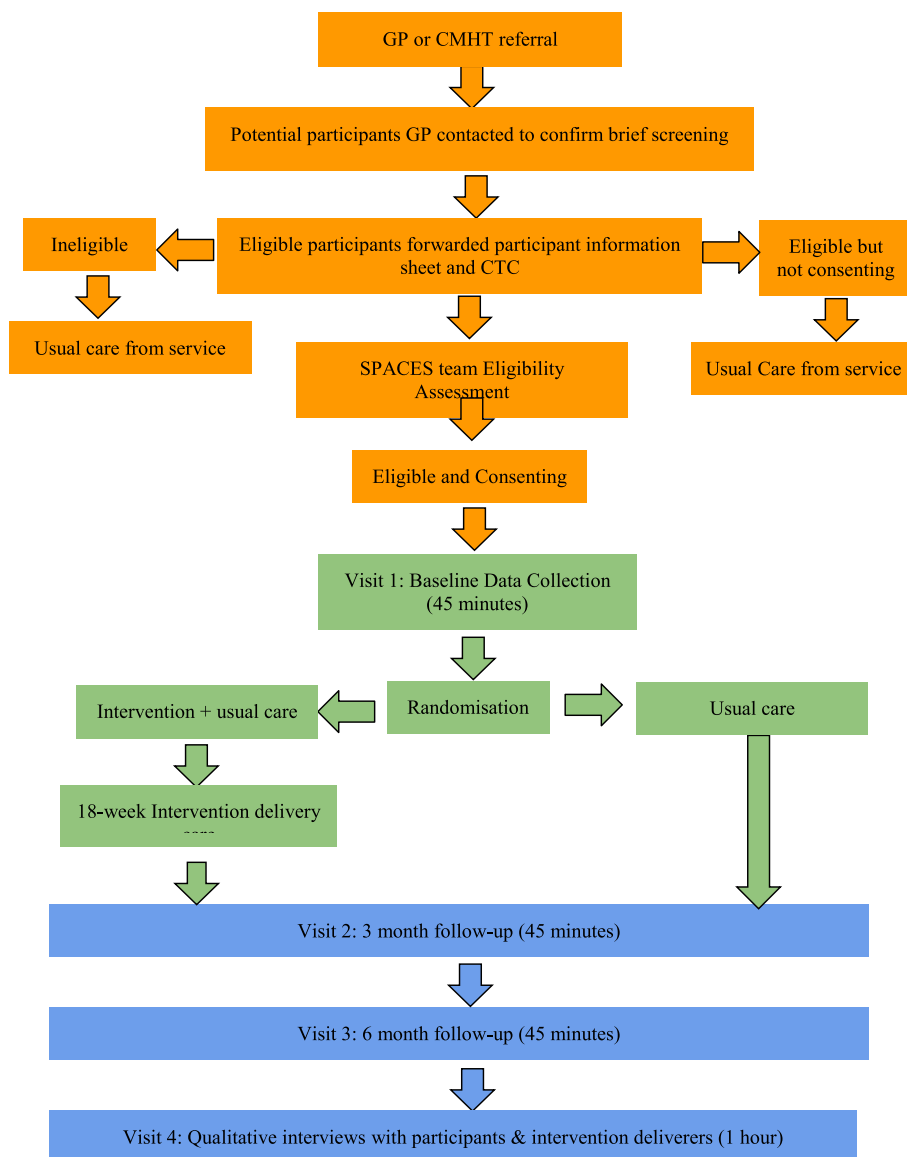 GP or CMHT referral
Potential participants GP contacted to confirm brief screening
Ineligible
Eligible participants forwarded participant information
sheet and CTC
Eligible but
not consenting
Usual care from service
Usual Care from service
SPACES team Eligibility
Assessment
Eligible and Consenting
Visit 1: Baseline Data Collection
(45 minutes)
Intervention + usual care
Randomisation
Usual care
18-week Intervention delivery
Visit 2: 3 month follow-up (45 minutes)
Visit 3: 6 month follow-up (45 minutes)
Visit 4: Qualitative interviews with participants & intervention deliverers (1 hour)